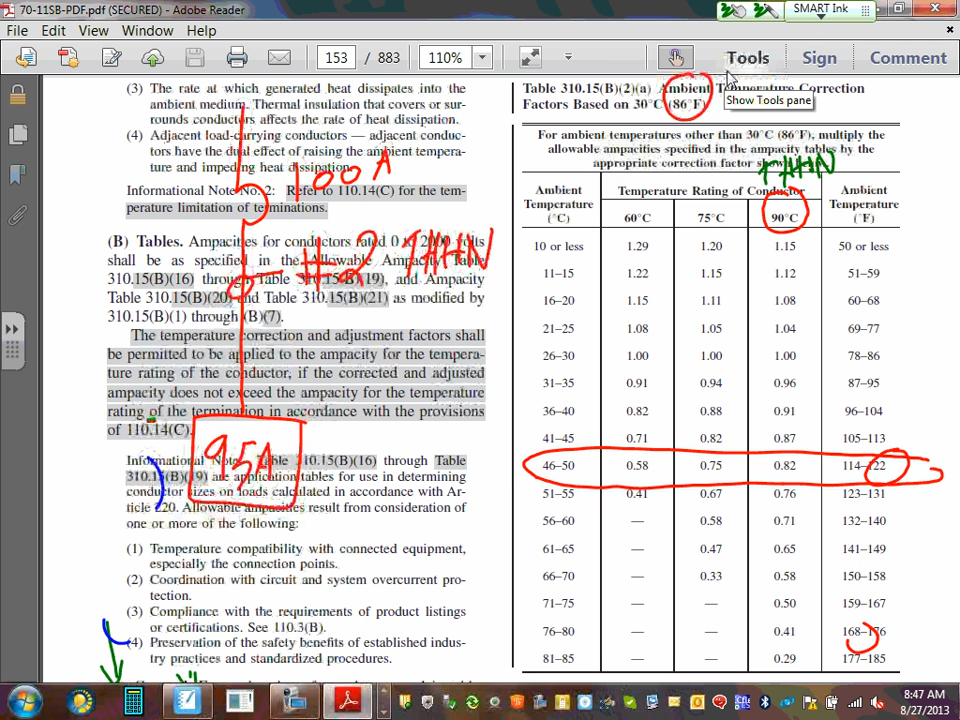 70-11SB-PDF.pdf (SECURED) - Adobe Reader
SMART Ink
File Edit View Window Help
153 / 883 110% Tools Sign Comment
Show Tools pane
(3) The rate at which generated heat dissipates into the
ambient medium. Thermal insulation that covers or sur-
rounds conductors affects the rate of heat dissipation.
(4) Adjacent load-carrying conductors — adjacent conduc-
tors have the dual effect of raising the ambient tempera-
ture and impeding heat dissipation.
Informational Note No. 2: Refer to 110.14(C) for the tem-
perature limitation of terminations.
(B) Tables. Ampacities for conductors rated 0 to 2000 volts
shall be as specified in the Allowable Ampacity Table
310.15(B)(16) through Table 310.15(B)(19), and Ampacity
Table 310.15(B)(20) and Table 310.15(B)(21) as modified by
310.15(B)(1) through (B)(7).
The temperature correction and adjustment factors shall
be permitted to be applied to the ampacity for the tempera-
ture rating of the conductor, if the corrected and adjusted
ampacity does not exceed the ampacity for the temperature
rating of the termination in accordance with the provisions
of 110.14(C).
Informational Note: Table 310.15(B)(16) through Table
310.15(B)(19) are application tables for use in determining
conductor sizes on loads calculated in accordance with Ar-
ticle 220. Allowable ampacities result from consideration of
one or more of the following:
(1) Temperature compatibility with connected equipment,
especially the connection points.
(2) Coordination with circuit and system overcurrent pro-
tection.
(3) Compliance with the requirements of product listings
or certifications. See 110.3(B).
(4) Preservation of the safety benefits of established indus-
try practices and standardized procedures.
100A
#2 THHN
95A
Table 310.15(B)(2)(a) Ambient Temperature Correction
Factors Based on 30°C (86°F)
For ambient temperatures other than 30°C (86°F), multiply the
allowable ampacities specified in the ampacity tables by the
appropriate correction factor shown
THHN
Ambient Temperature (°C) Temperature Rating of Conductor Ambient Temperature (°F)
60°C 75°C 90°C
10 or less 1.29 1.20 1.15 50 or less
11–15 1.22 1.15 1.12 51–59
16–20 1.15 1.11 1.08 60–68
21–25 1.08 1.05 1.04 69–77
26–30 1.00 1.00 1.00 78–86
31–35 0.91 0.94 0.96 87–95
36–40 0.82 0.88 0.91 96–104
41–45 0.71 0.82 0.87 105–113
46–50 0.58 0.75 0.82 114–122
51–55 0.41 0.67 0.76 123–131
56–60 — 0.58 0.71 132–140
61–65 — 0.47 0.65 141–149
66–70 — 0.33 0.58 150–158
71–75 — — 0.50 159–167
76–80 — — 0.41 168–176
81–85 — — 0.29 177–185
8:47 AM
8/27/2013